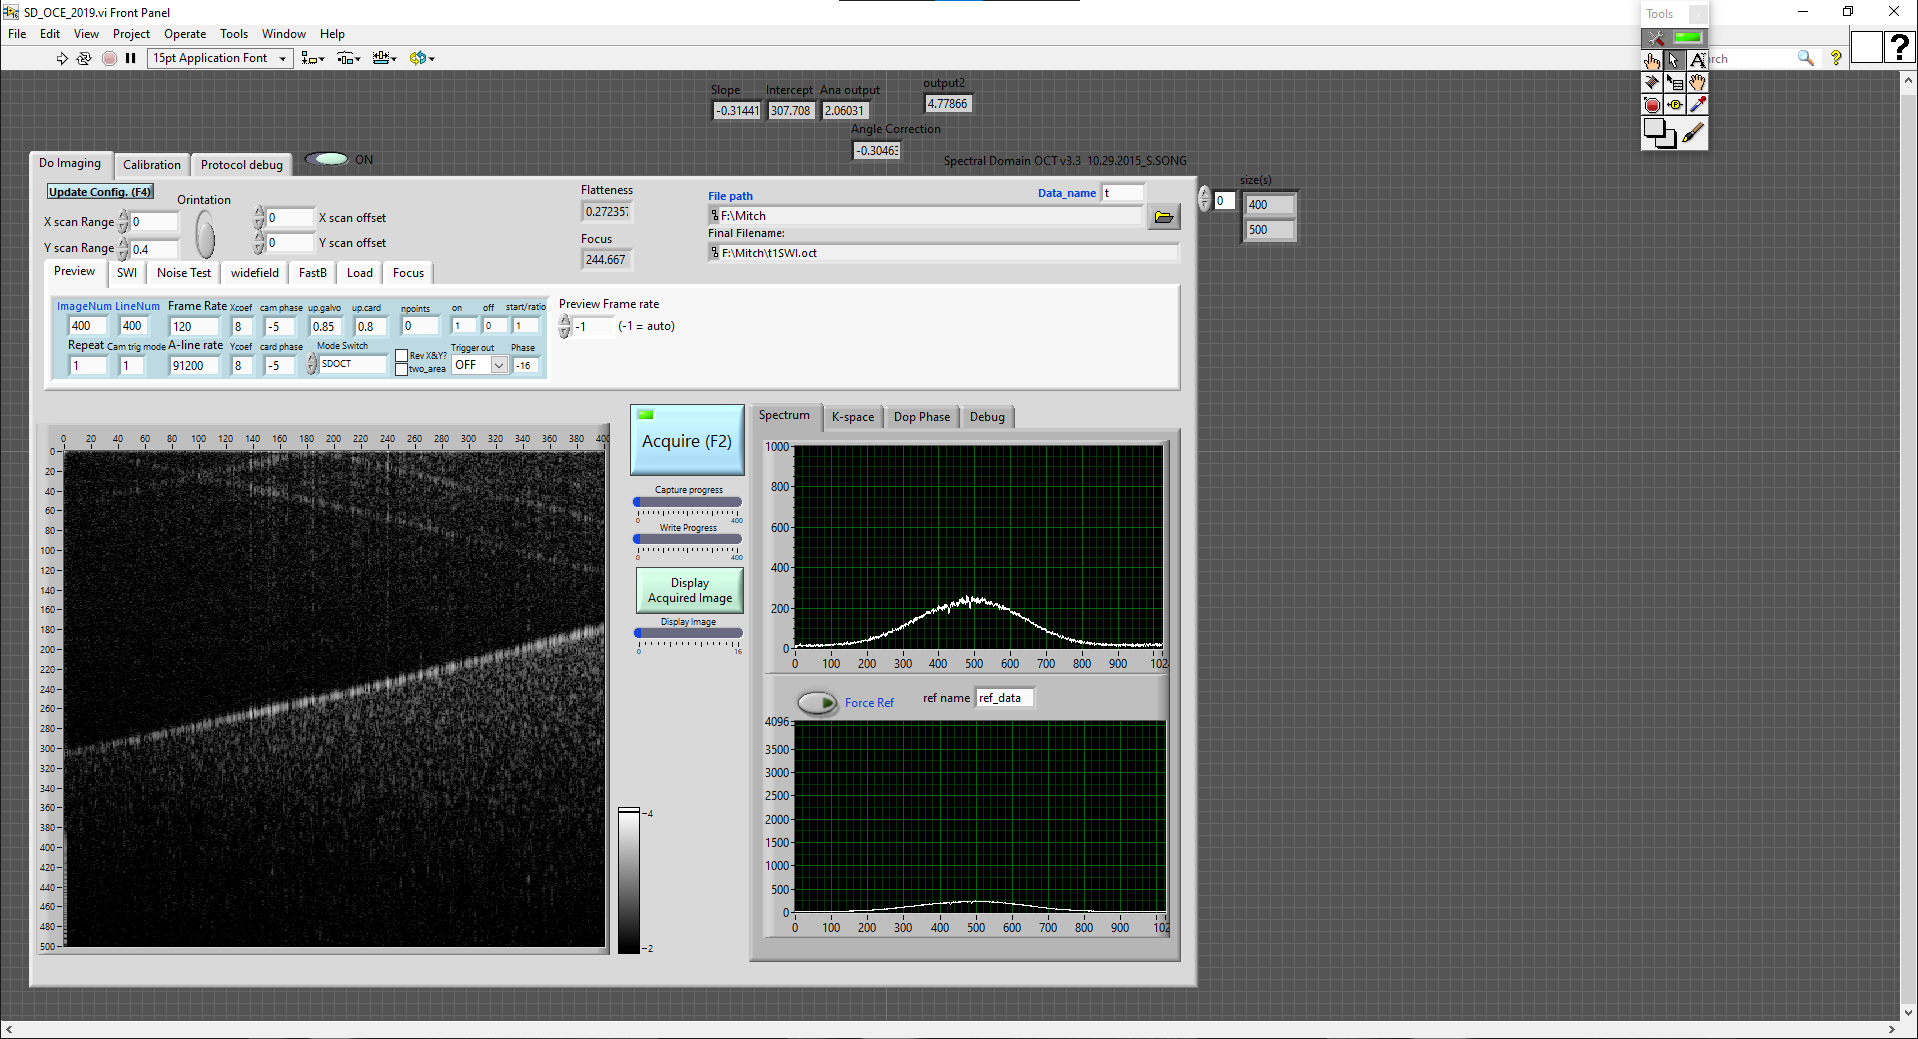 SD_OCE_2019.vi Front Panel
File Edit View Project Operate Tools Window Help
15pt Application Font
Tools
rch
Slope Intercept Ana output output2
-0.31441 307.708 2.06031 4.77866
Angle Correction
-0.3046
Spectral Domain OCT v3.3 10.29.2015_S.SONG
Do Imaging Calibration Protocol debug ON
Update Config. (F4)
Orintation
X scan Range 0
Y scan Range 0.4
0 X scan offset
0 Y scan offset
Flatteness
0.272357
Focus
244.667
File path
Data_name t
F:\Mitch
Final Filename:
F:\Mitch\t1SWI.oct
size(s)
0 400
500
Preview SWI Noise Test widefield FastB Load Focus
ImageNum LineNum Frame Rate Xcoef cam phase up.galvo up.card npoints on off start/ratio
400 400 120 8 -5 0.85 0.8 0 1 0 1
Repeat Cam trig mode A-line rate Ycoef card phase Mode Switch Rev X&Y? Trigger out Phase
1 1 91200 8 -5 SDOCT two_area OFF -16
Preview Frame rate
-1 (-1 = auto)
0 20 40 60 80 100 120 140 160 180 200 220 240 260 280 300 320 340 360 380 400
0
20
40
60
80
100
120
140
160
180
200
220
240
260
280
300
320
340
360
380
400
420
440
460
480
500
4
2
Acquire (F2)
Capture progress
0 400
Write Progress
0 400
Display
Acquired Image
Display Image
0 16
Spectrum K-space Dop Phase Debug
1000
800
600
400
200
0
0 100 200 300 400 500 600 700 800 900 102
Force Ref
ref name ref_data
4096
3500
3000
2500
2000
1500
1000
500
0
0 100 200 300 400 500 600 700 800 900 102